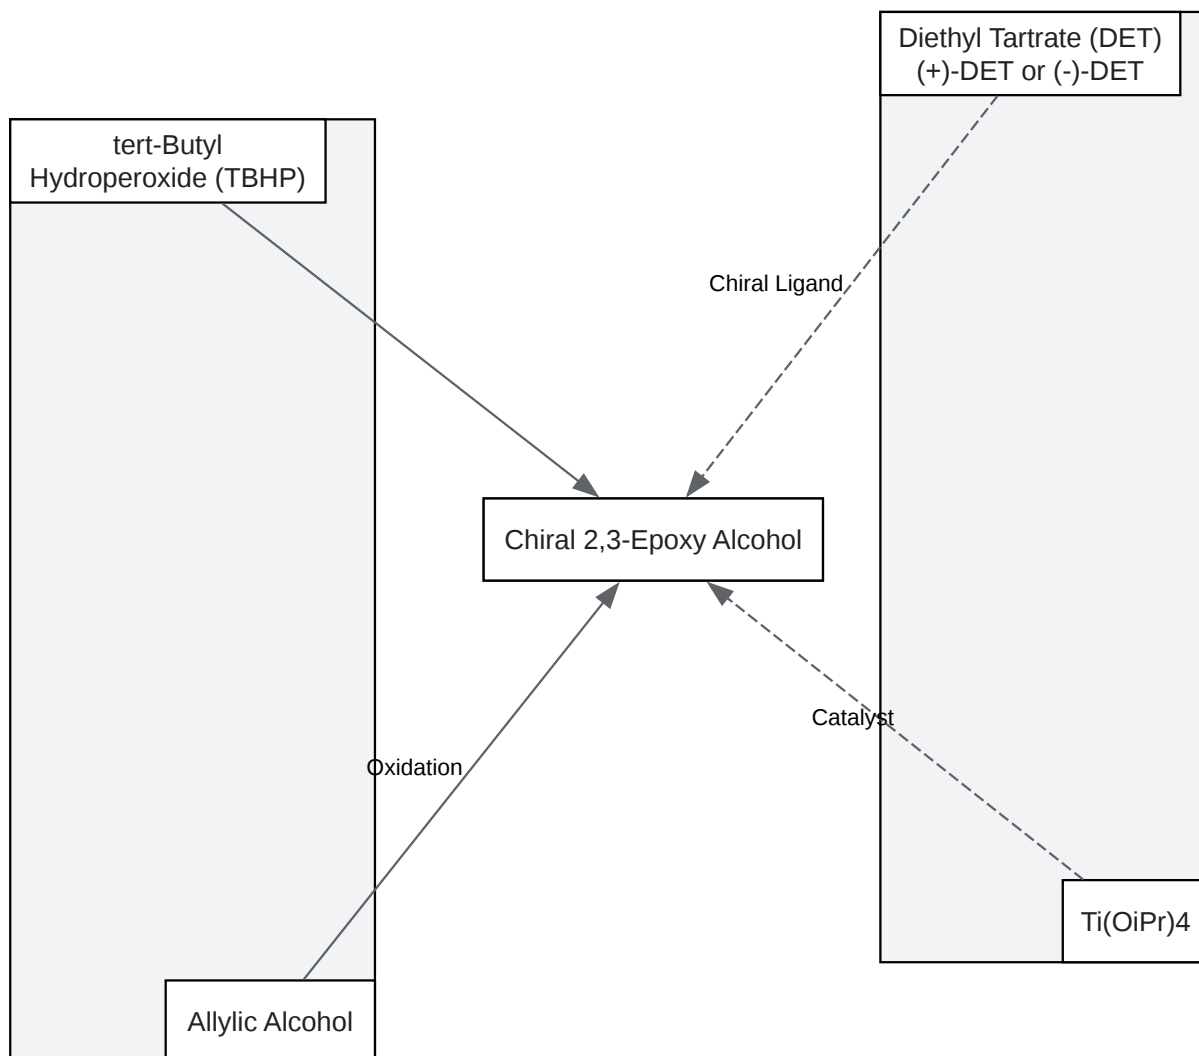 Diethyl Tartrate (DET)
(+)-DET or (-)-DET
tert-Butyl
Hydroperoxide (TBHP)
Chiral Ligand
Chiral 2,3-Epoxy Alcohol
Catalyst
Oxidation
Ti(OiPr)4
Allylic Alcohol